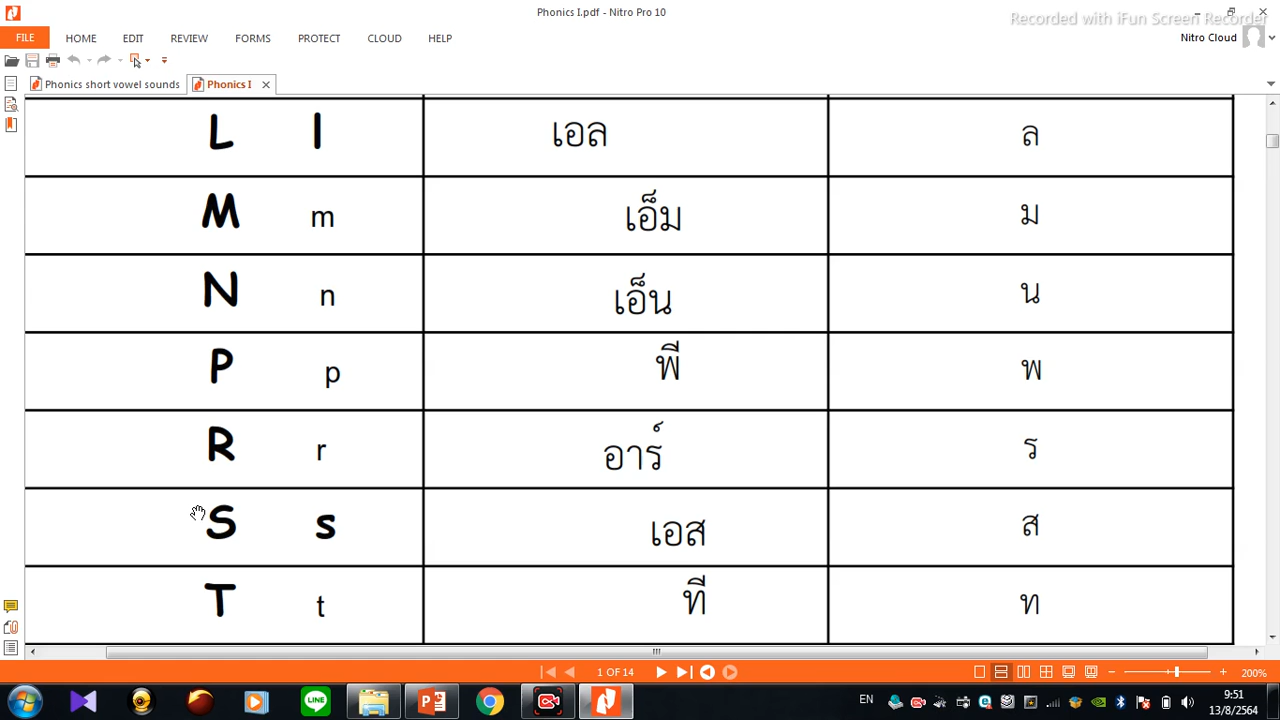 Phonics I.pdf - Nitro Pro 10
Recorded with iFun Screen Recorder
FILE HOME EDIT REVIEW FORMS PROTECT CLOUD HELP
Nitro Cloud
Phonics short vowel sounds Phonics I
L l เอล ล
M m เอ็ม ม
N n เอ็น น
P p พี พ
R r อาร์ ร
S s เอส ส
T t ที ท
1 OF 14
200%
LINE
EN
9:51
13/8/2564